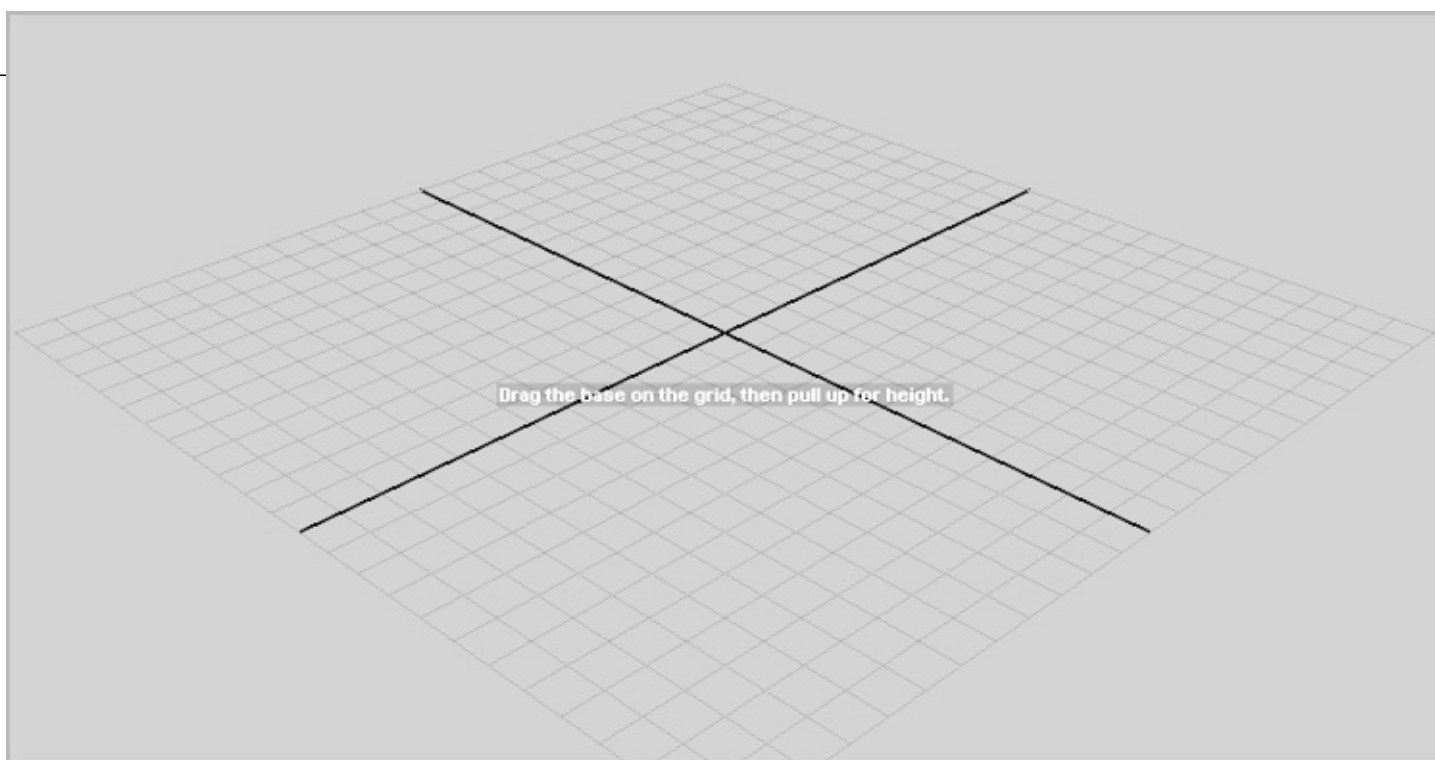 Drag the base on the grid, then pull up for height.